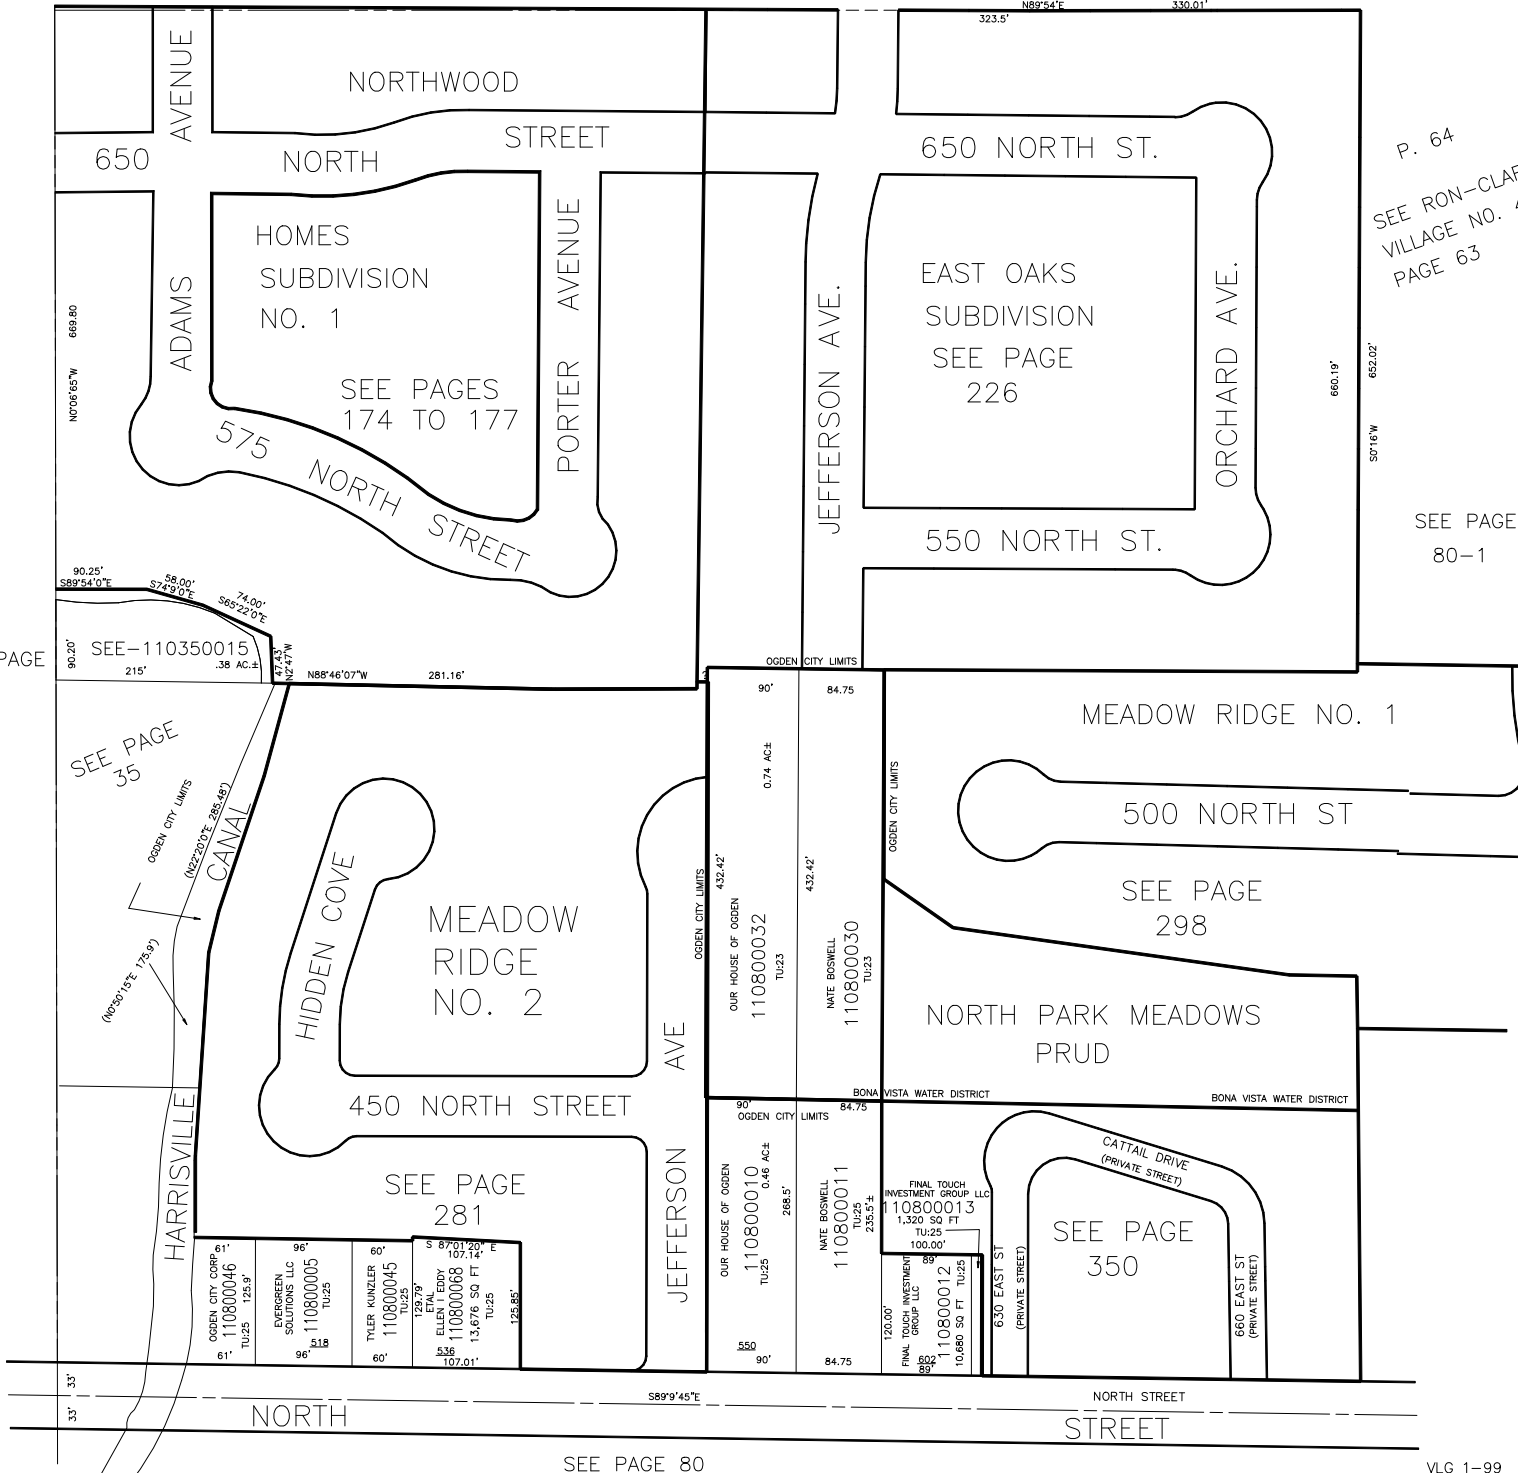 N89°54'E
330.01'
323.5'
AVENUE
NORTHWOOD
STREET
650
NORTH
650 NORTH ST.
P. 64
SEE RON-CLAR
VILLAGE NO. 4
PAGE 63
HOMES
SUBDIVISION
NO. 1
SEE PAGES
174 TO 177
ADAMS
PORTER AVENUE
669.80
N0°06'65"W
575 NORTH STREET
JEFFERSON AVE.
EAST OAKS
SUBDIVISION
SEE PAGE
226
ORCHARD AVE.
660.19'
652.02'
S0°16'W
550 NORTH ST.
SEE PAGE
80-1
90.25'
S89°54'0"E
58.00'
S74°9'0"E
74.00'
S65°22'0"E
PAGE
90.20'
SEE-110350015
.38 AC.±
215'
47.43'
N2°47'W
N88°46'07"W
281.16'
OGDEN CITY LIMITS
90'
84.75
MEADOW RIDGE NO. 1
SEE PAGE
35
OGDEN CITY LIMITS
(N22°20'0"E 285.48')
CANAL
(N0°50'15"E 175.9')
HARRISVILLE
HIDDEN COVE
MEADOW
RIDGE
NO. 2
OGDEN CITY LIMITS
432.42'
0.74 AC±
OUR HOUSE OF OGDEN
110800032
TU:23
432.42'
NATE BOSWELL
110800030
TU:23
OGDEN CITY LIMITS
500 NORTH ST
SEE PAGE
298
NORTH PARK MEADOWS
PRUD
BONA VISTA WATER DISTRICT
BONA VISTA WATER DISTRICT
450 NORTH STREET
JEFFERSON AVE
SEE PAGE
281
90'
84.75
OGDEN CITY LIMITS
OUR HOUSE OF OGDEN
110800010
0.46 AC±
TU:25
268.5'
NATE BOSWELL
110800011
TU:25
235.5'±
FINAL TOUCH
INVESTMENT GROUP LLC
110800013
1,320 SQ FT
TU:25
100.00'
89'
CATTAIL DRIVE
(PRIVATE STREET)
SEE PAGE
350
630 EAST ST
(PRIVATE STREET)
660 EAST ST
(PRIVATE STREET)
61'
OGDEN CITY CORP
110800046
TU:25
125.9'
61'
96'
EVERGREEN
SOLUTIONS LLC
110800005
TU:25
518
96'
60'
TYLER KUNZLER
110800045
TU:25
60'
S 87°01'20" E
107.14'
129.79'
ETAL
ELLEN I EDDY
110800068
13,676 SQ FT
TU:25
125.85'
536
107.01'
550
90'
84.75
120.00'
FINAL TOUCH INVESTMENT
GROUP LLC
110800012
10,680 SQ FT
TU:25
602
89'
33'
33'
S89°9'45"E
NORTH STREET
NORTH
STREET
SEE PAGE 80
VLG 1-99